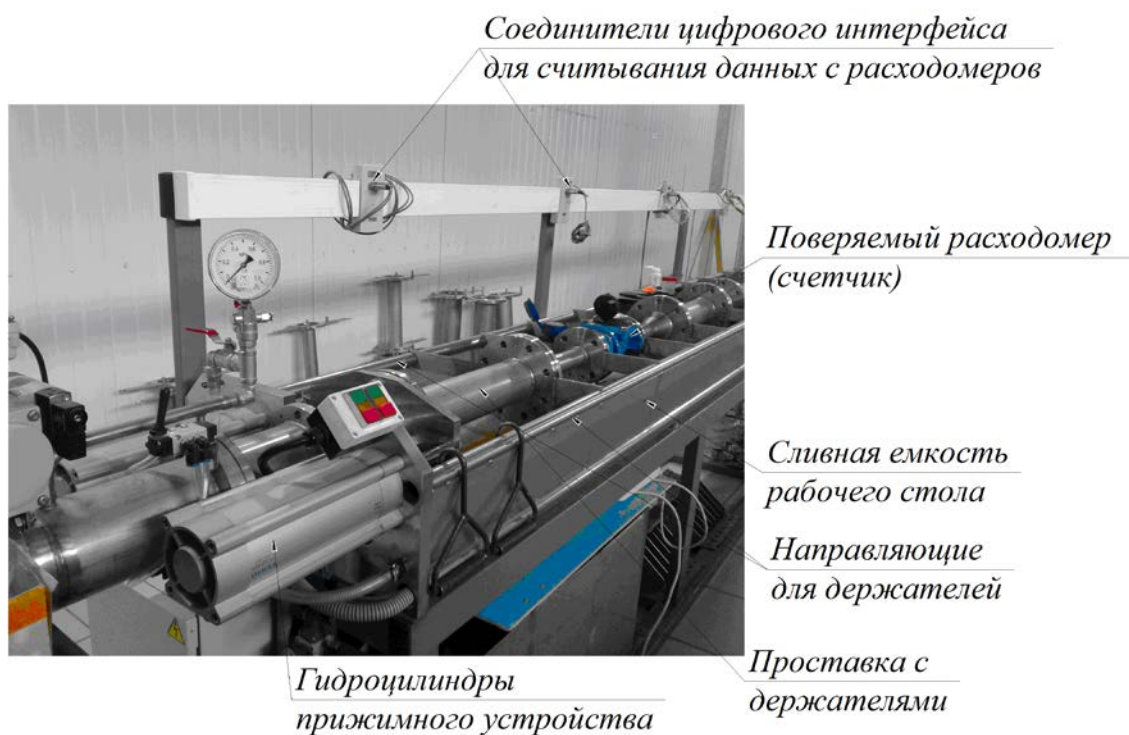 Соединители цифрового интерфейса
для считывания данных с расходомеров
Поверяемый расходомер
(счетчик)
Сливная емкость
рабочего стола
Направляющие
для держателей
Проставка с
держателями
Гидроцилиндры
прижимного устройства